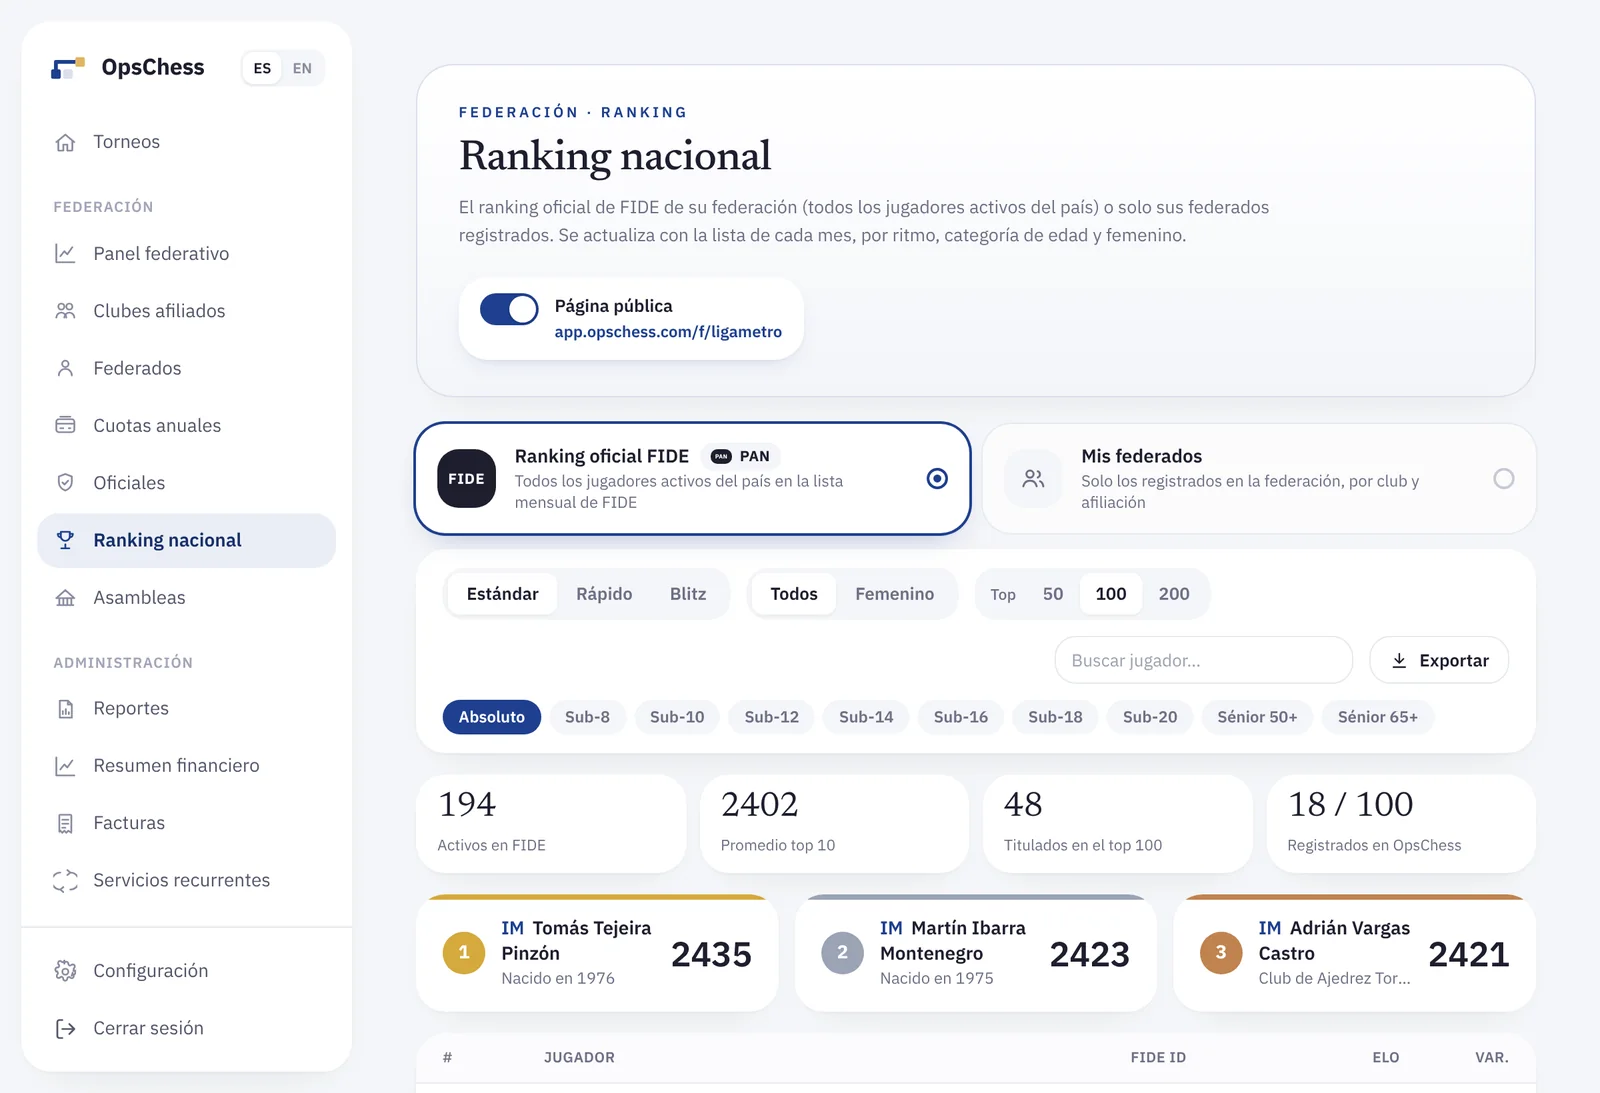 OpsChess
ES EN
Torneos
FEDERACIÓN
Panel federativo
Clubes afiliados
Federados
Cuotas anuales
Oficiales
Ranking nacional
Asambleas
ADMINISTRACIÓN
Reportes
Resumen financiero
Facturas
Servicios recurrentes
Configuración
Cerrar sesión
FEDERACIÓN · RANKING
Ranking nacional
El ranking oficial de FIDE de su federación (todos los jugadores activos del país) o solo sus federados
registrados. Se actualiza con la lista de cada mes, por ritmo, categoría de edad y femenino.
Página pública
app.opschess.com/f/ligametro
FIDE
Ranking oficial FIDE PAN PAN
Todos los jugadores activos del país en la lista
mensual de FIDE
Mis federados
Solo los registrados en la federación, por club y
afiliación
Estándar Rápido Blitz Todos Femenino Top 50 100 200
Buscar jugador... Exportar
Absoluto Sub-8 Sub-10 Sub-12 Sub-14 Sub-16 Sub-18 Sub-20 Sénior 50+ Sénior 65+
194
Activos en FIDE
2402
Promedio top 10
48
Titulados en el top 100
18 / 100
Registrados en OpsChess
1
IM Tomás Tejeira
Pinzón
Nacido en 1976
2435
2
IM Martín Ibarra
Montenegro
Nacido en 1975
2423
3
IM Adrián Vargas
Castro
Club de Ajedrez Tor...
2421
# JUGADOR FIDE ID ELO VAR.